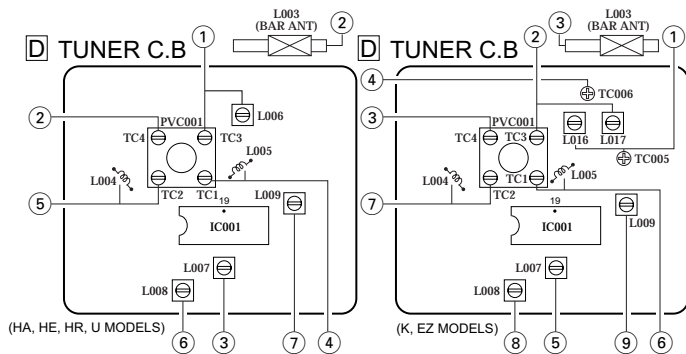 L003
(BAR ANT)
1
2
D TUNER C.B
L006
2
PVC001
TC4
TC3
L005
L004
TC2
TC1
5
L009
4
19
IC001
L007
L008
(HA, HE, HR, U MODELS)
6
3
7
4
L003
(BAR ANT)
3
2
1
D TUNER C.B
4
TC006
3
PVC001
TC4
TC3
L016
L017
TC005
L004
L005
TC1
TC2
7
19
IC001
L009
L007
L008
(K, EZ MODELS)
8
5
9
6